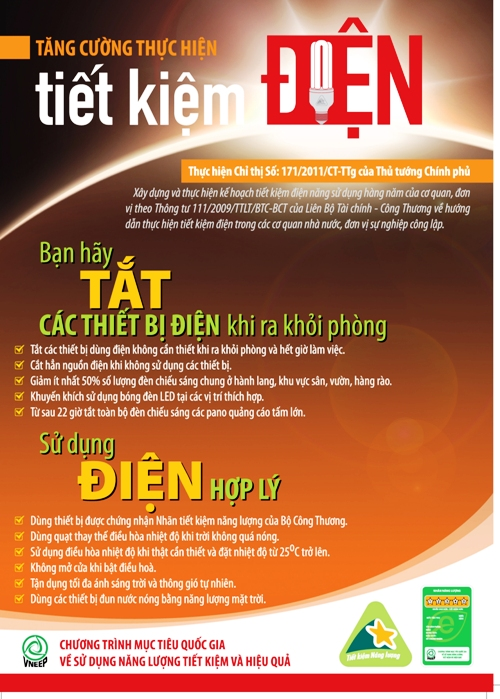 TĂNG CƯỜNG THỰC HIỆN
tiết kiệm ĐIỆN
Thực hiện Chỉ thị Số: 171/2011/CT-TTg của Thủ tướng Chính phủ
Xây dựng và thực hiện kế hoạch tiết kiệm điện năng sử dụng hàng năm của cơ quan, đơn
vị theo Thông tư 111/2009/TTLT/BTC-BCT của Liên Bộ Tài chính - Công Thương về hướng
dẫn thực hiện tiết kiệm điện trong các cơ quan nhà nước, đơn vị sự nghiệp công lập.
Bạn hãy
TẮT
CÁC THIẾT BỊ ĐIỆN khi ra khỏi phòng
Tắt các thiết bị dùng điện không cần thiết khi ra khỏi phòng và hết giờ làm việc.
Cắt hẳn nguồn điện khi không sử dụng các thiết bị.
Giảm ít nhất 50% số lượng đèn chiếu sáng chung ở hành lang, khu vực sân, vườn, hàng rào.
Khuyến khích sử dụng bóng đèn LED tại các vị trí thích hợp.
Từ sau 22 giờ tắt toàn bộ đèn chiếu sáng các pano quảng cáo tấm lớn.
Sử dụng
ĐIỆN HỢP LÝ
Dùng thiết bị được chứng nhận Nhãn tiết kiệm năng lượng của Bộ Công Thương.
Dùng quạt thay thế điều hòa nhiệt độ khi trời không quá nóng.
Sử dụng điều hòa nhiệt độ khi thật cần thiết và đặt nhiệt độ từ 25°C trở lên.
Không mở cửa khi bật điều hoà.
Tận dụng tối đa ánh sáng trời và thông gió tự nhiên.
Dùng các thiết bị đun nước nóng bằng năng lượng mặt trời.
VNEEP
CHƯƠNG TRÌNH MỤC TIÊU QUỐC GIA
VỀ SỬ DỤNG NĂNG LƯỢNG TIẾT KIỆM VÀ HIỆU QUẢ
Tiết kiệm Năng lượng
NHÃN NĂNG LƯỢNG